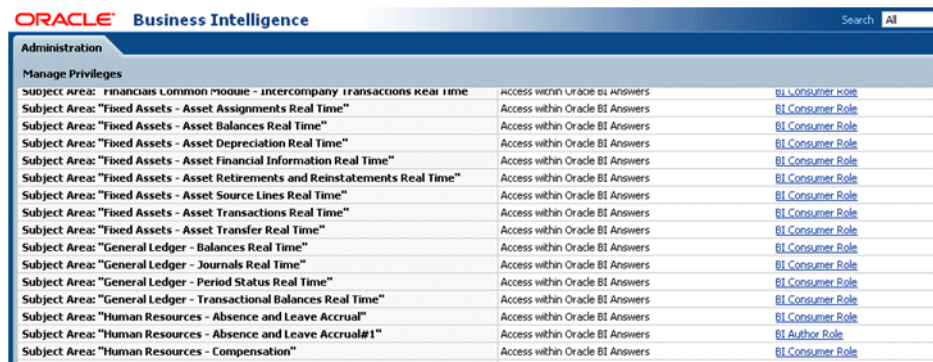 ORACLE Business Intelligence Search All
Administration
Manage Privileges
Subject Area: "Financials Common Module - Intercompany Transactions Real Time Access within Oracle BI Answers BI Consumer Role
Subject Area: "Fixed Assets - Asset Assignments Real Time" Access within Oracle BI Answers BI Consumer Role
Subject Area: "Fixed Assets - Asset Balances Real Time" Access within Oracle BI Answers BI Consumer Role
Subject Area: "Fixed Assets - Asset Depreciation Real Time" Access within Oracle BI Answers BI Consumer Role
Subject Area: "Fixed Assets - Asset Financial Information Real Time" Access within Oracle BI Answers BI Consumer Role
Subject Area: "Fixed Assets - Asset Retirements and Reinstatements Real Time" Access within Oracle BI Answers BI Consumer Role
Subject Area: "Fixed Assets - Asset Source Lines Real Time" Access within Oracle BI Answers BI Consumer Role
Subject Area: "Fixed Assets - Asset Transactions Real Time" Access within Oracle BI Answers BI Consumer Role
Subject Area: "Fixed Assets - Asset Transfer Real Time" Access within Oracle BI Answers BI Consumer Role
Subject Area: "General Ledger - Balances Real Time" Access within Oracle BI Answers BI Consumer Role
Subject Area: "General Ledger - Journals Real Time" Access within Oracle BI Answers BI Consumer Role
Subject Area: "General Ledger - Period Status Real Time" Access within Oracle BI Answers BI Consumer Role
Subject Area: "General Ledger - Transactional Balances Real Time" Access within Oracle BI Answers BI Consumer Role
Subject Area: "Human Resources - Absence and Leave Accrual" Access within Oracle BI Answers BI Consumer Role
Subject Area: "Human Resources - Absence and Leave Accrual#1" Access within Oracle BI Answers BI Author Role
Subject Area: "Human Resources - Compensation" Access within Oracle BI Answers BI Consumer Role